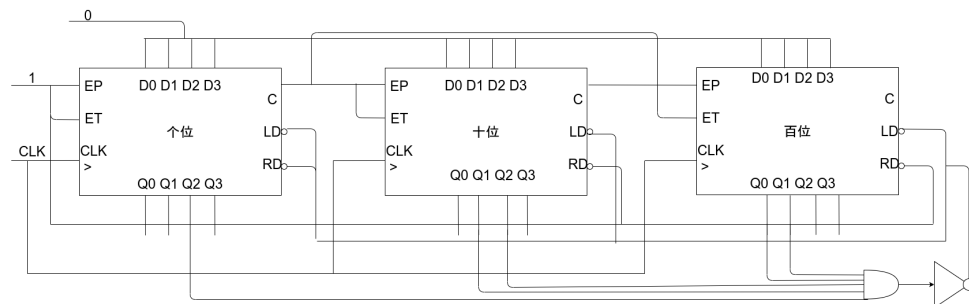 0
1
CLK
D0 D1 D2 D3
EP
C
ET
个位
LD
CLK
RD
>
Q0 Q1 Q2 Q3
D0 D1 D2 D3
EP
C
ET
十位
LD
CLK
RD
>
Q0 Q1 Q2 Q3
D0 D1 D2 D3
EP
C
ET
百位
LD
CLK
RD
>
Q0 Q1 Q2 Q3